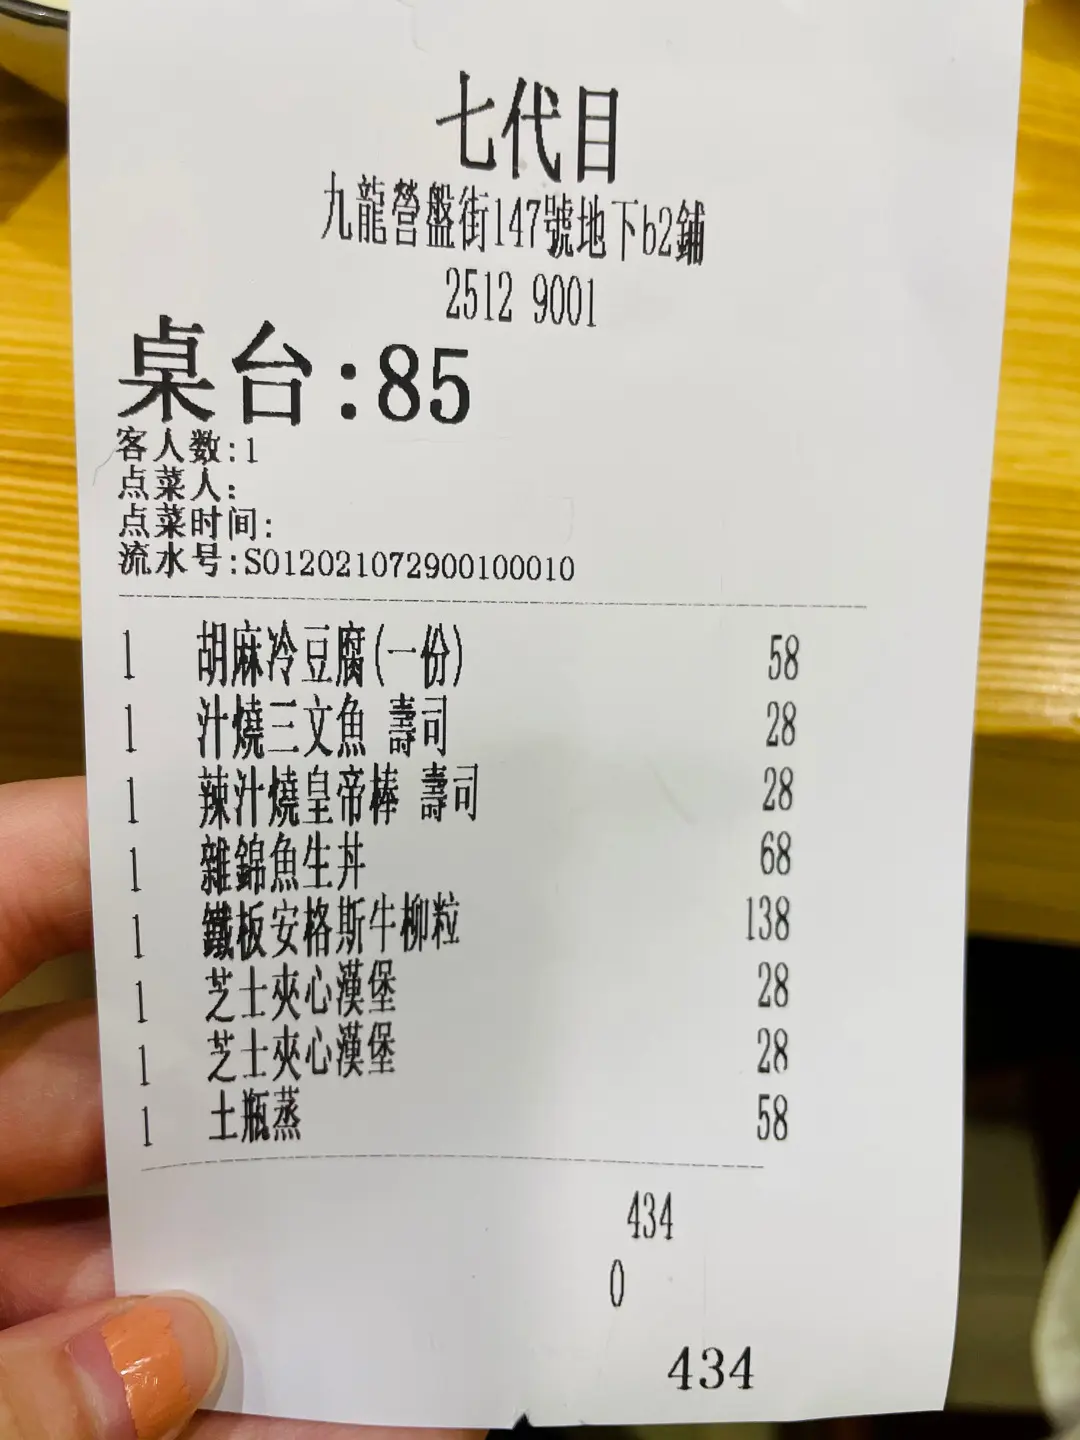 七代目
九龍營盤街147號地下b2鋪
2512 9001
桌台:85
客人数:1
点菜人:
点菜时间:
流水号:S012021072900100010
1 胡麻冷豆腐(一份) 58
1 汁燒三文魚 壽司 28
1 辣汁燒皇帝棒 壽司 28
1 雜錦魚生丼 68
1 鐵板安格斯牛柳粒 138
1 芝士夾心漢堡 28
1 芝士夾心漢堡 28
1 土瓶蒸 58
434
0
434